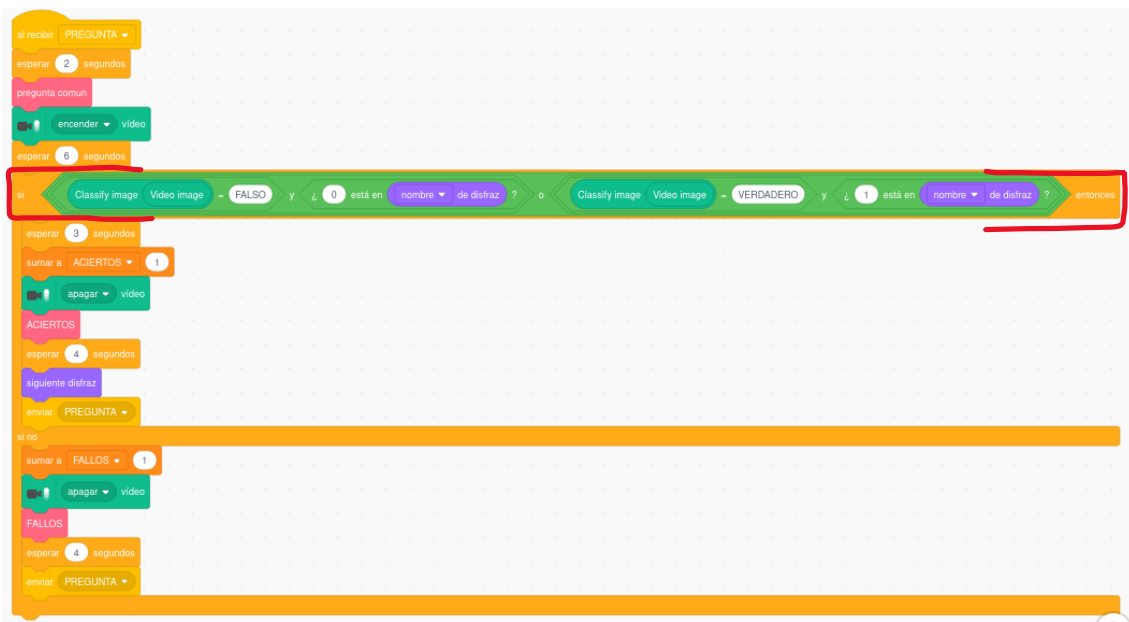 al recibir PREGUNTA
esperar 2 segundos
pregunta comun
encender vídeo
esperar 6 segundos
si Classify image Video image = FALSO y ¿ 0 está en nombre de disfraz ? o Classify image Video image = VERDADERO y ¿ 1 está en nombre de disfraz ? entonces
esperar 3 segundos
sumar a ACIERTOS 1
apagar vídeo
ACIERTOS
esperar 4 segundos
siguiente disfraz
enviar PREGUNTA
si no
sumar a FALLOS 1
apagar vídeo
FALLOS
esperar 4 segundos
enviar PREGUNTA